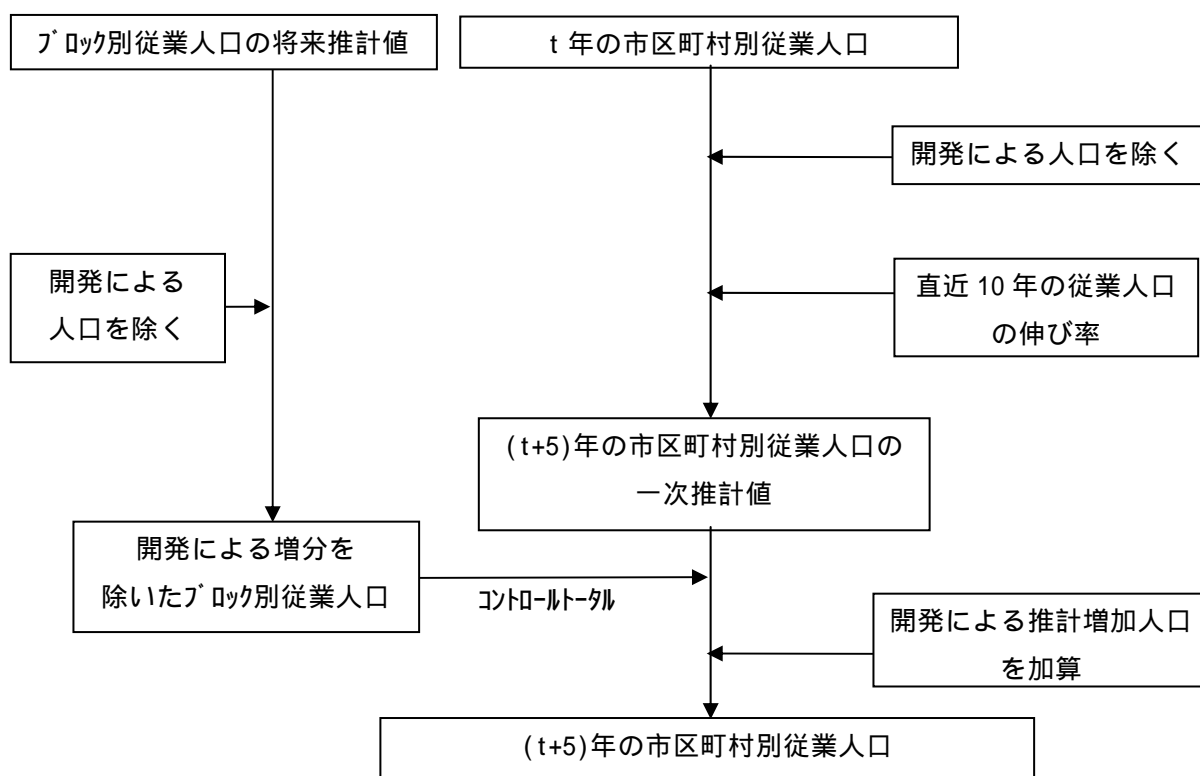 ﾌﾞﾛｯｸ別従業人口の将来推計値
t 年の市区町村別従業人口
開発による人口を除く
開発による
人口を除く
直近 10 年の従業人口
の伸び率
(t+5)年の市区町村別従業人口の
一次推計値
開発による増分を
除いたﾌﾞﾛｯｸ別従業人口
ｺﾝﾄﾛｰﾙﾄｰﾀﾙ
開発による推計増加人口
を加算
(t+5)年の市区町村別従業人口